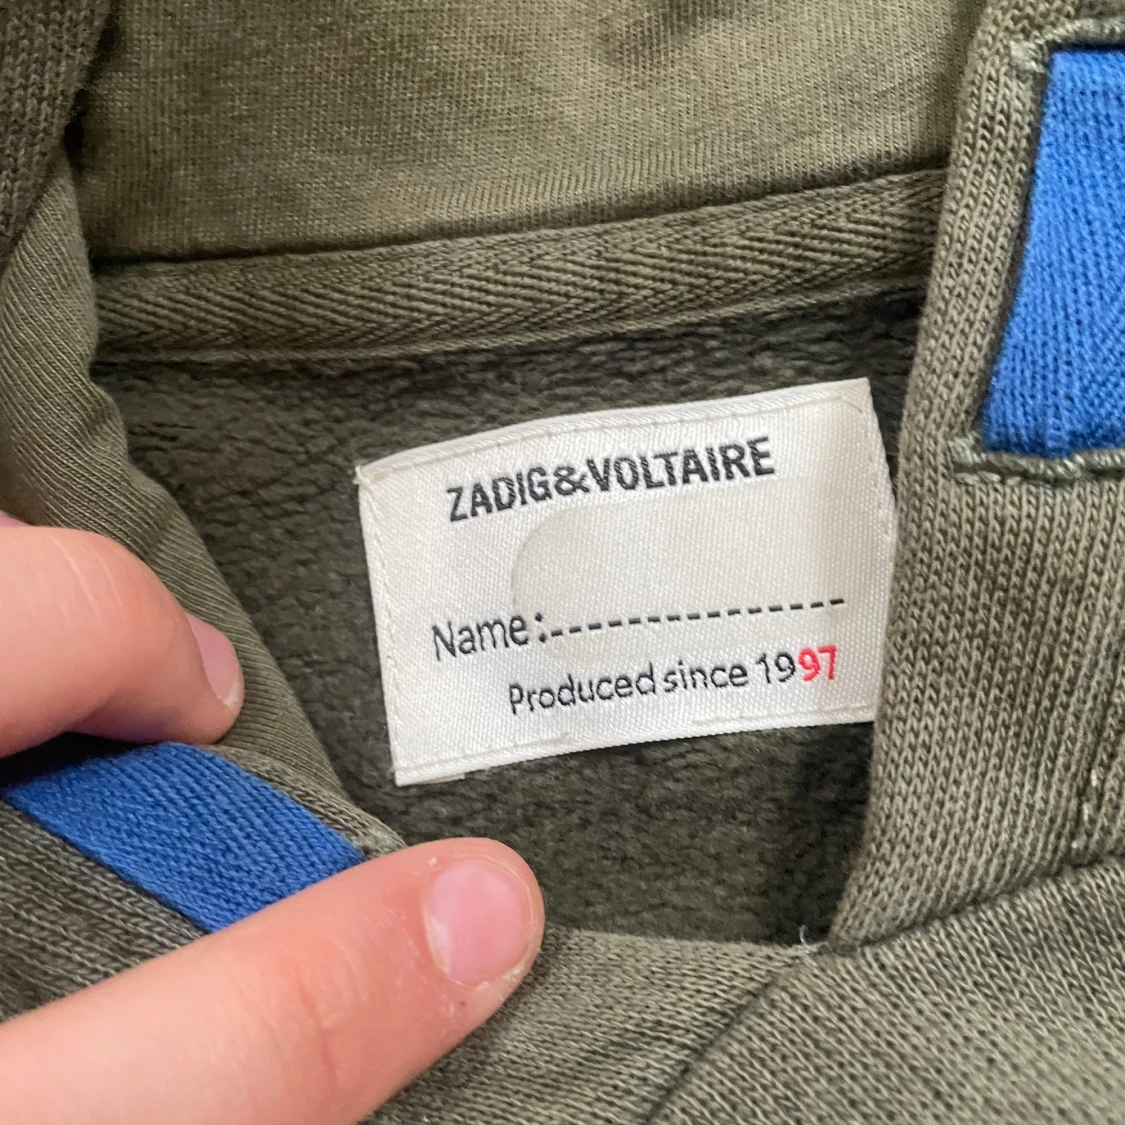 ZADIG&VOLTAIRE
Name:---------------
Produced since 1997